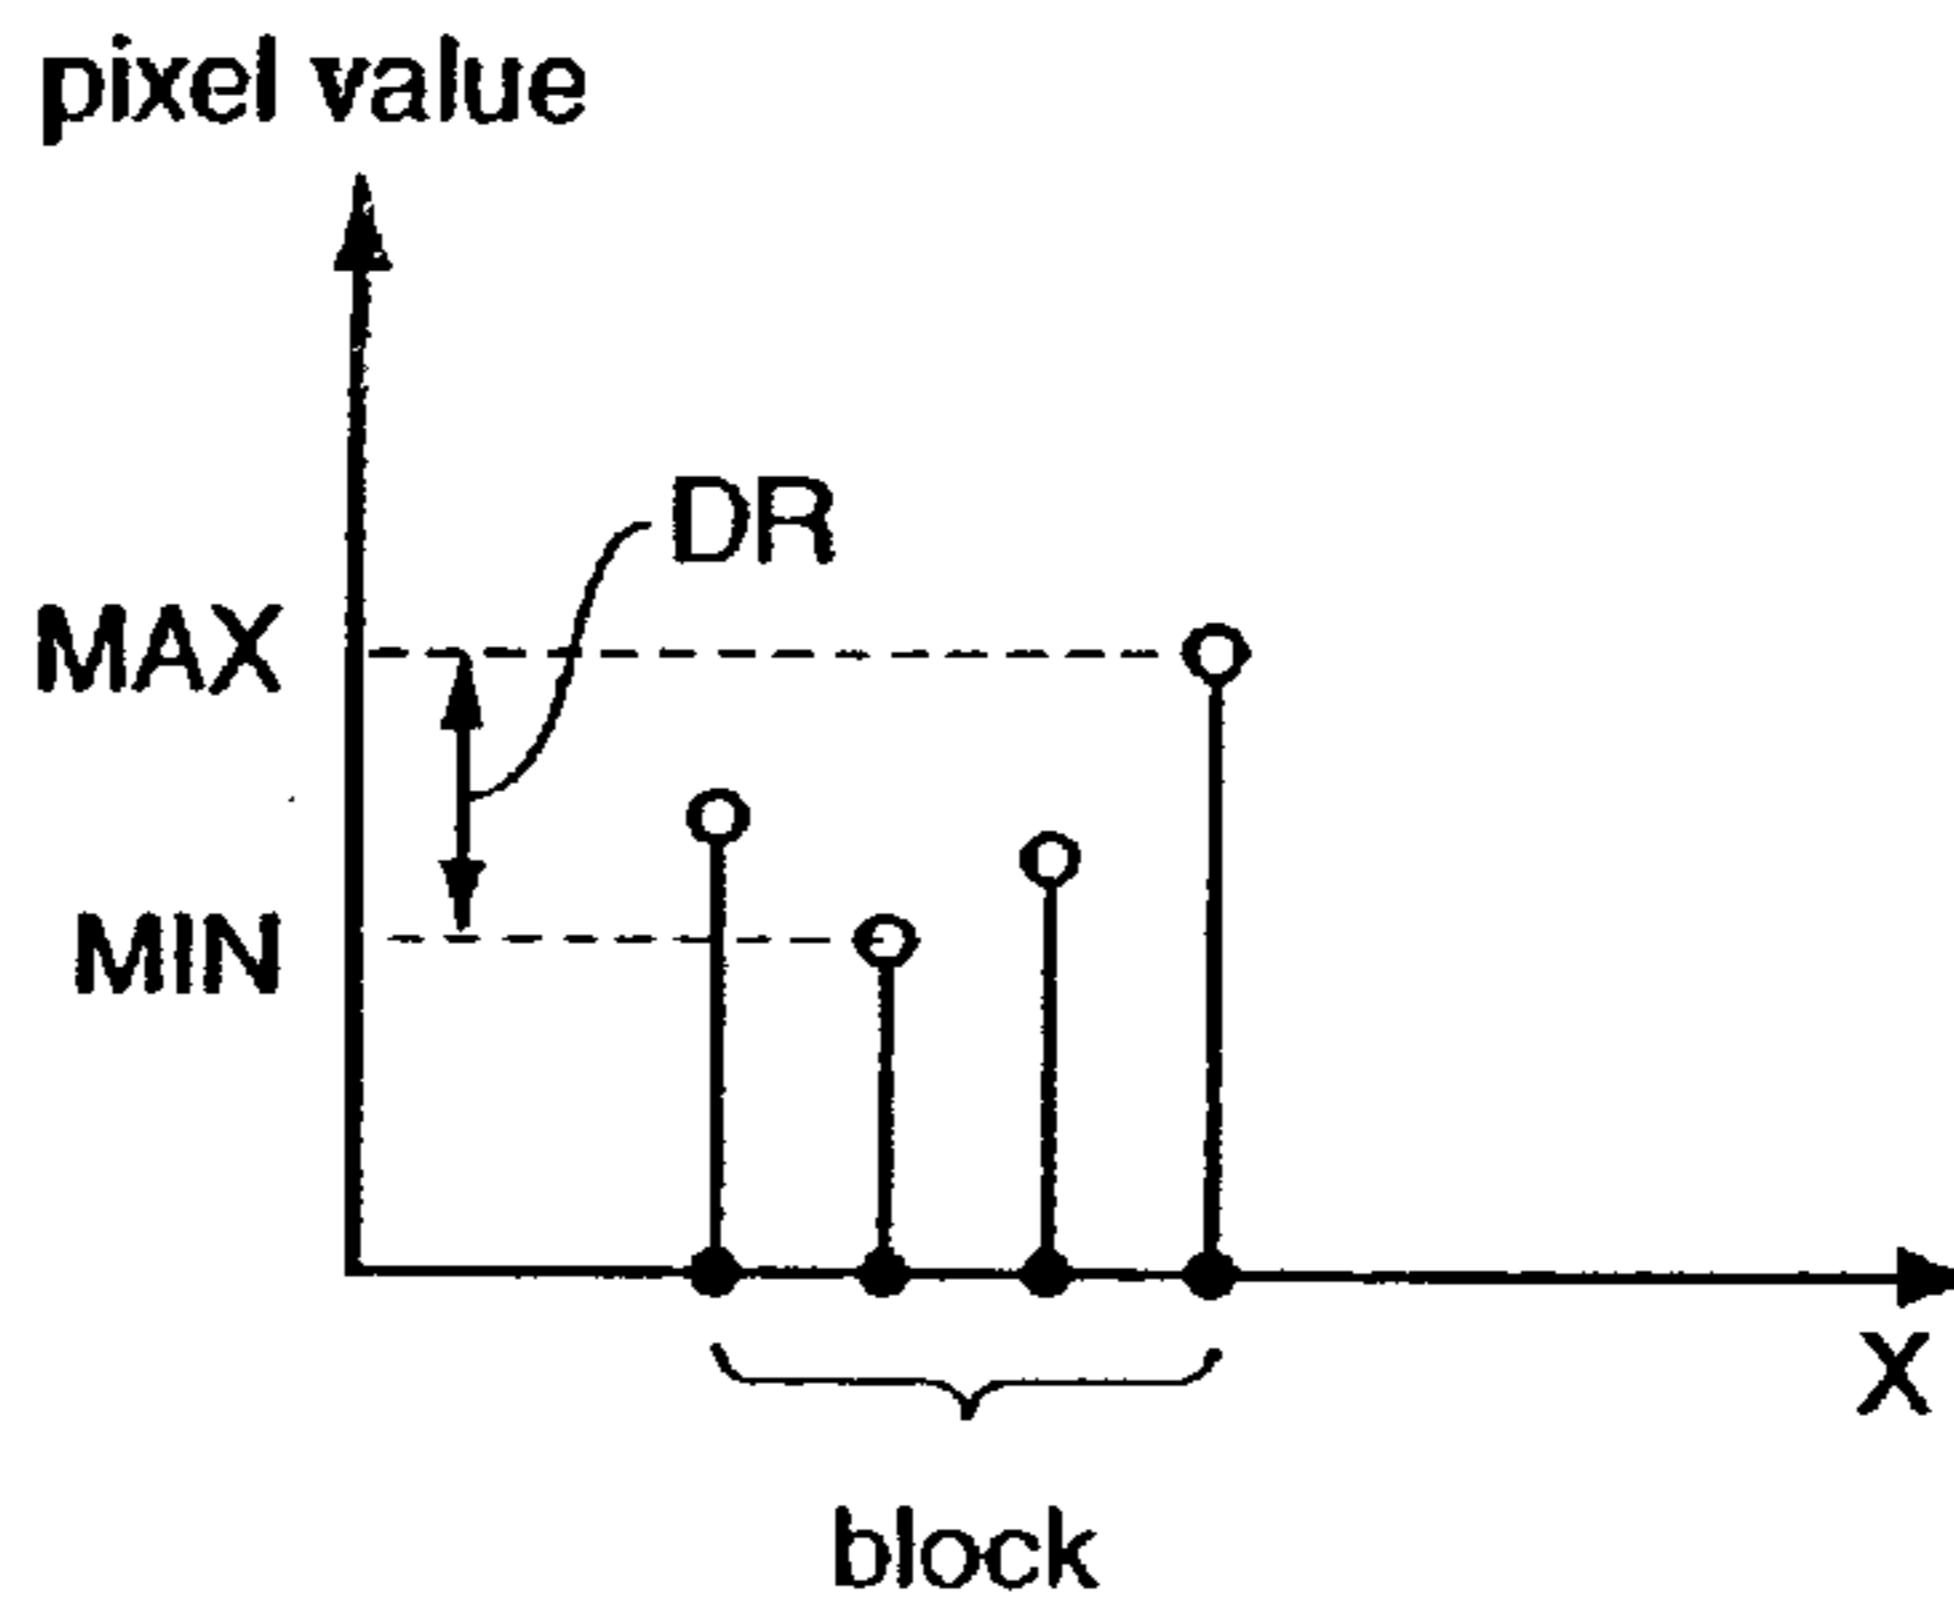 pixel value
DR
MAX
MIN
X
block